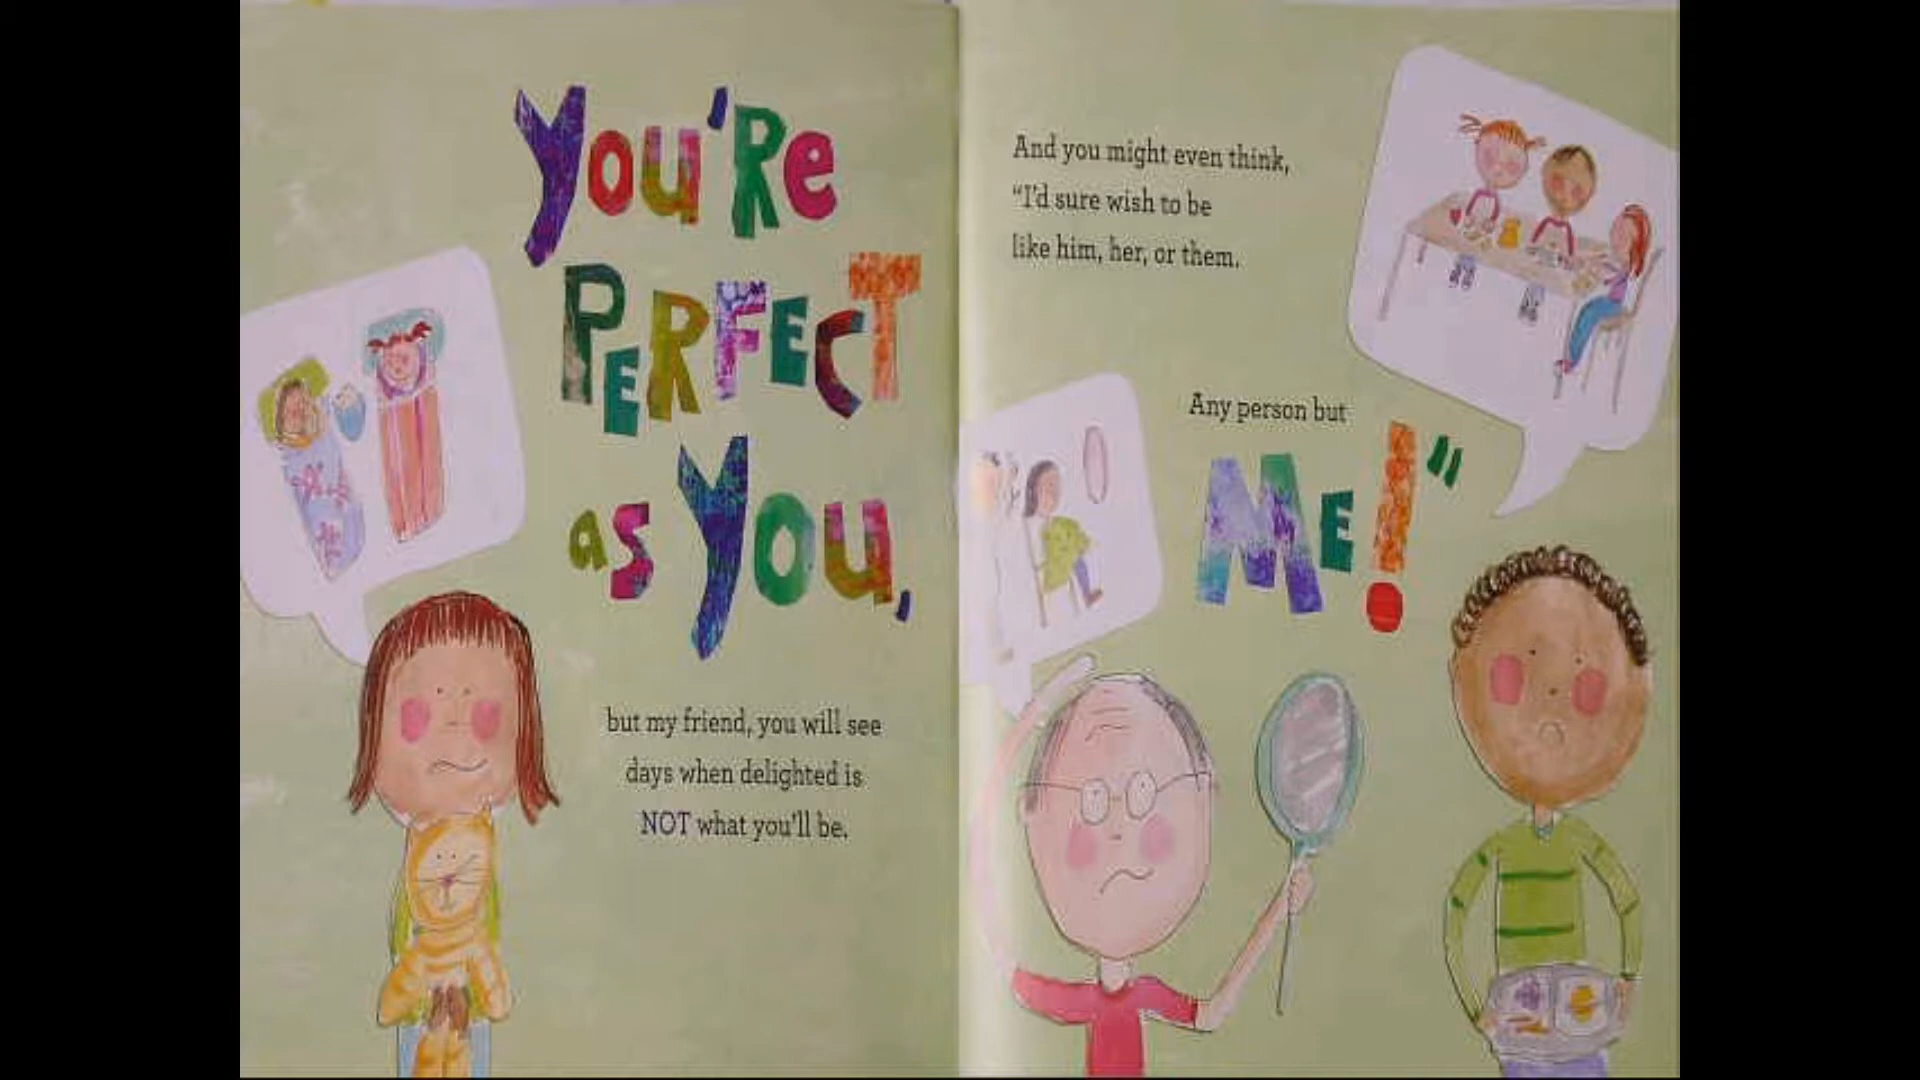 You'Re
PERFECT
as You,
but my friend, you will see
days when delighted is
NOT what you'll be.
And you might even think,
“I'd sure wish to be
like him, her, or them.
Any person but
Me!”